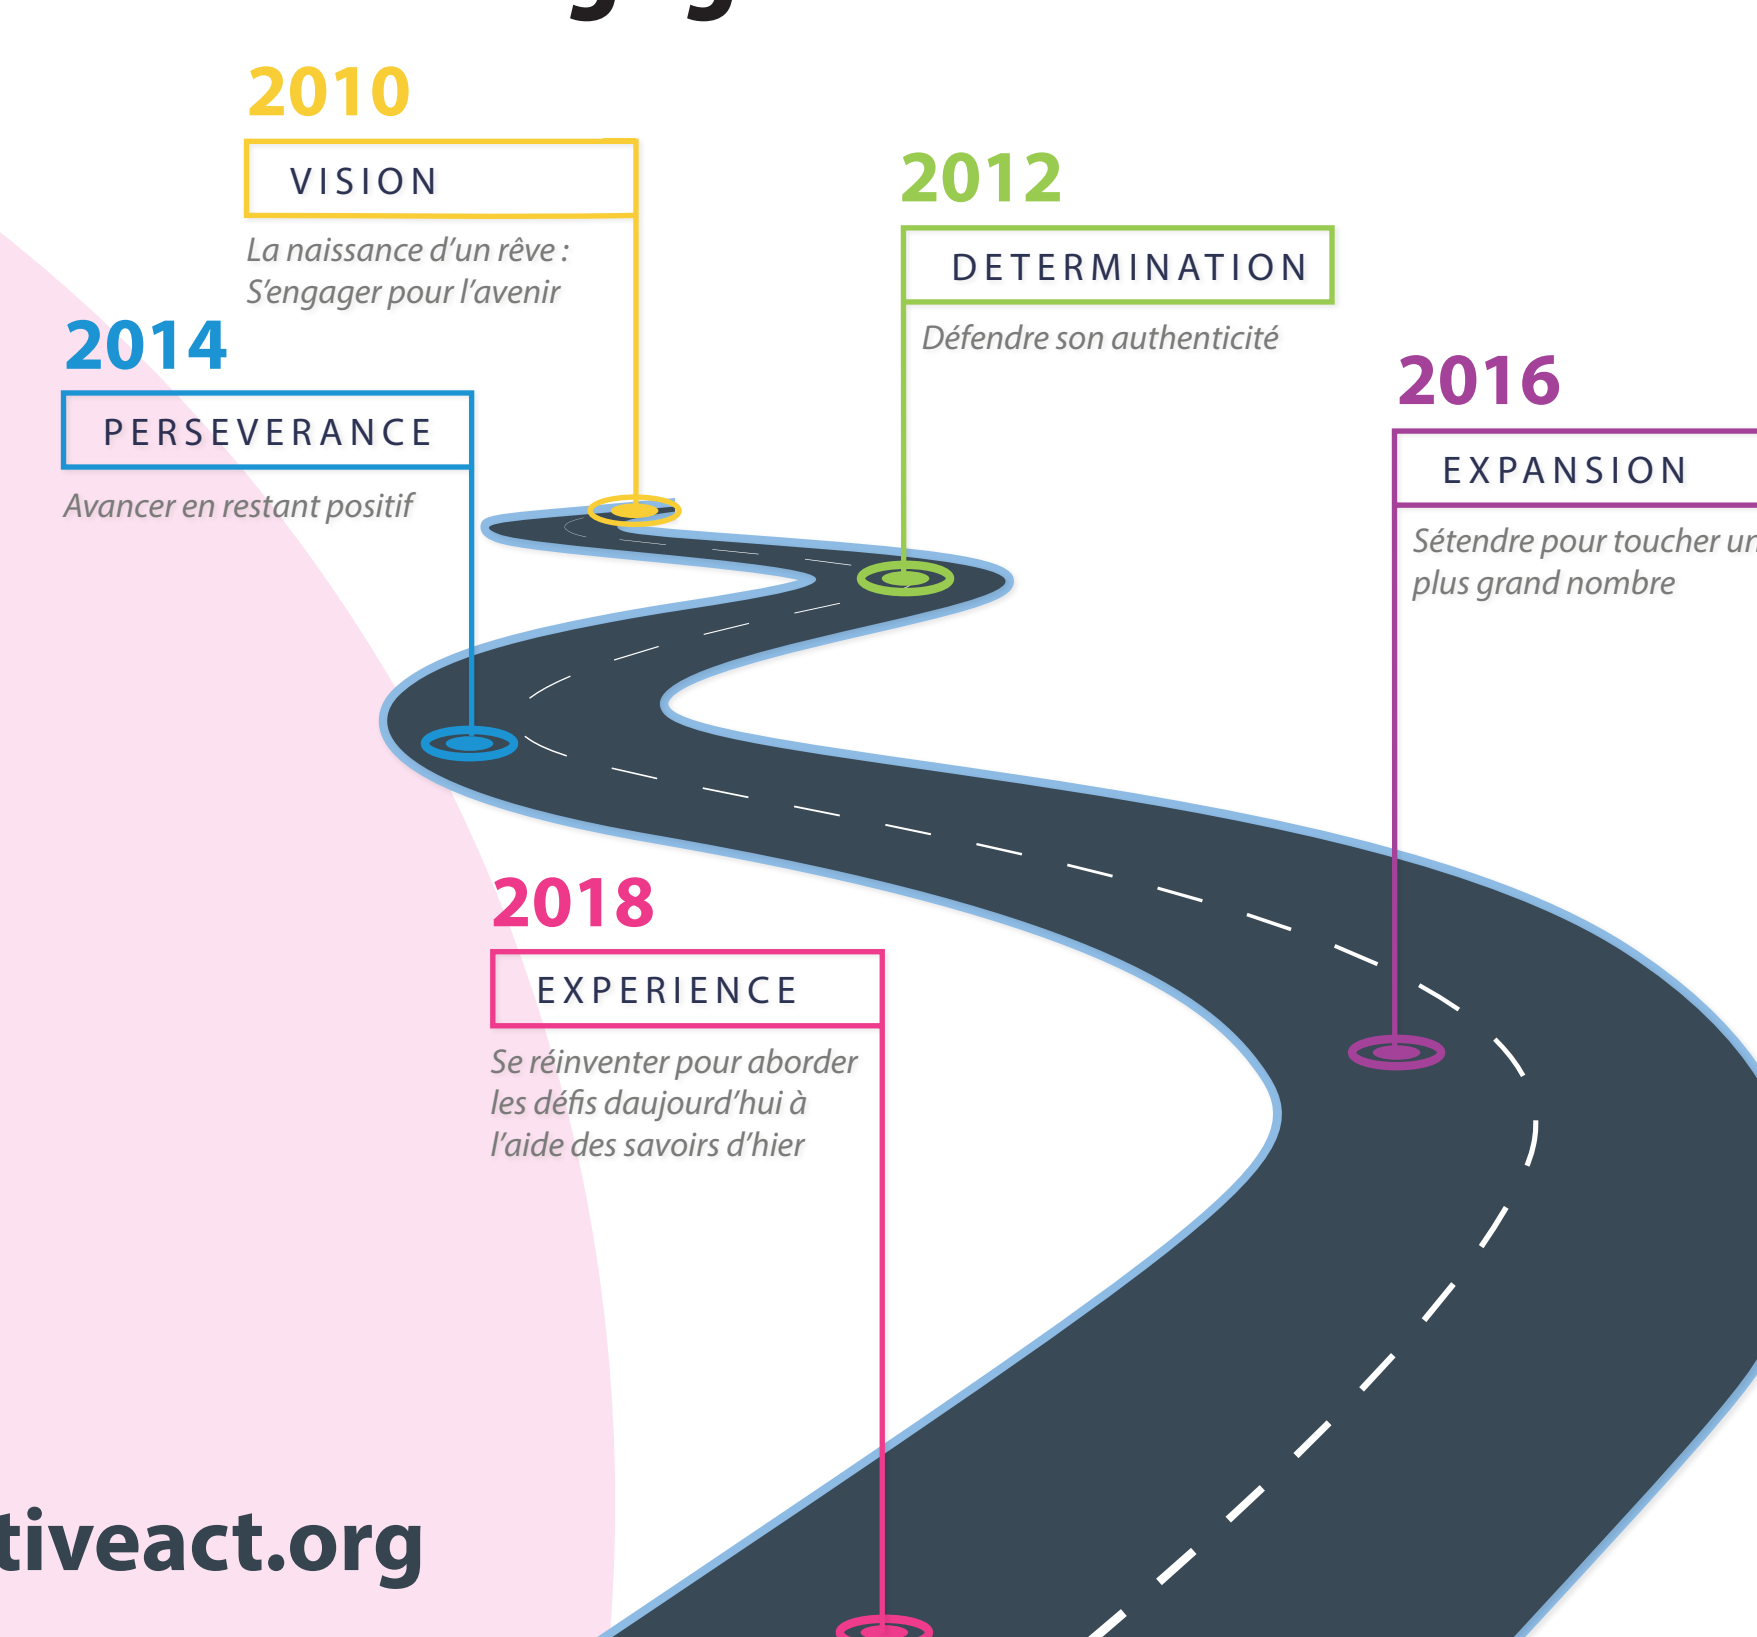 2010
VISION
La naissance d’un rêve :
S’engager pour l’avenir
2012
DETERMINATION
Défendre son authenticité
2014
PERSEVERANCE
Avancer en restant positif
2016
EXPANSION
Sétendre pour toucher un
plus grand nombre
2018
EXPERIENCE
Se réinventer pour aborder
les défis daujourd’hui à
l’aide des savoirs d’hier
tiveact.org